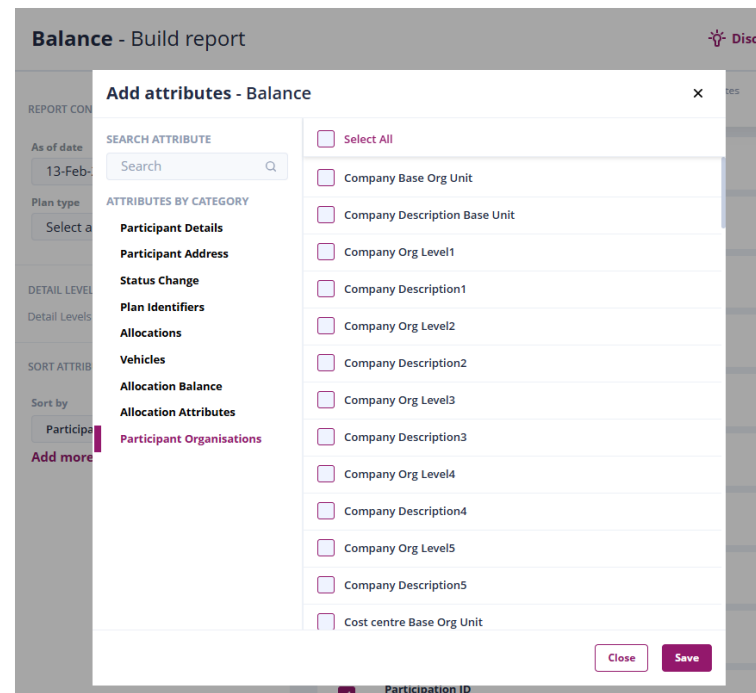 Balance - Build report
Add attributes - Balance
REPORT CON
As of date
13-Feb-
Plan type
Select a
DETAIL LEVEL
Detail Levels
SORT ATTRIB
Sort by
Participa
Add more
SEARCH ATTRIBUTE
Search
ATTRIBUTES BY CATEGORY
Participant Details
Participant Address
Status Change
Plan Identifiers
Allocations
Vehicles
Allocation Balance
Allocation Attributes
Participant Organisations
Select All
Company Base Org Unit
Company Description Base Unit
Company Org Level1
Company Description1
Company Org Level2
Company Description2
Company Org Level3
Company Description3
Company Org Level4
Company Description4
Company Org Level5
Company Description5
Cost centre Base Org Unit
Close
Save
Participation ID